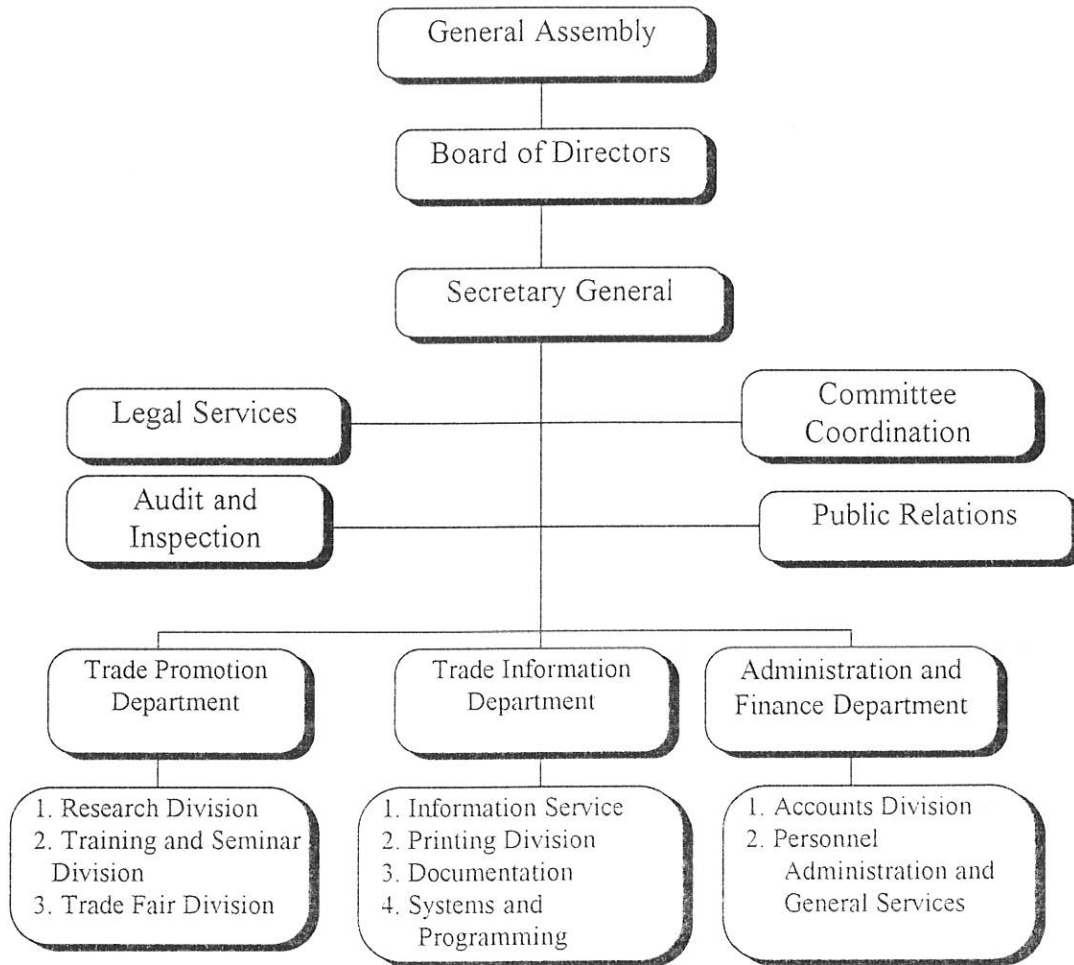 General Assembly
Board of Directors
Secretary General
Legal Services
Committee
Coordination
Audit and
Inspection
Public Relations
Trade Promotion
Department
Trade Information
Department
Administration and
Finance Department
1. Research Division
2. Training and Seminar
Division
3. Trade Fair Division
1. Information Service
2. Printing Division
3. Documentation
4. Systems and
Programming
1. Accounts Division
2. Personnel
Administration and
General Services